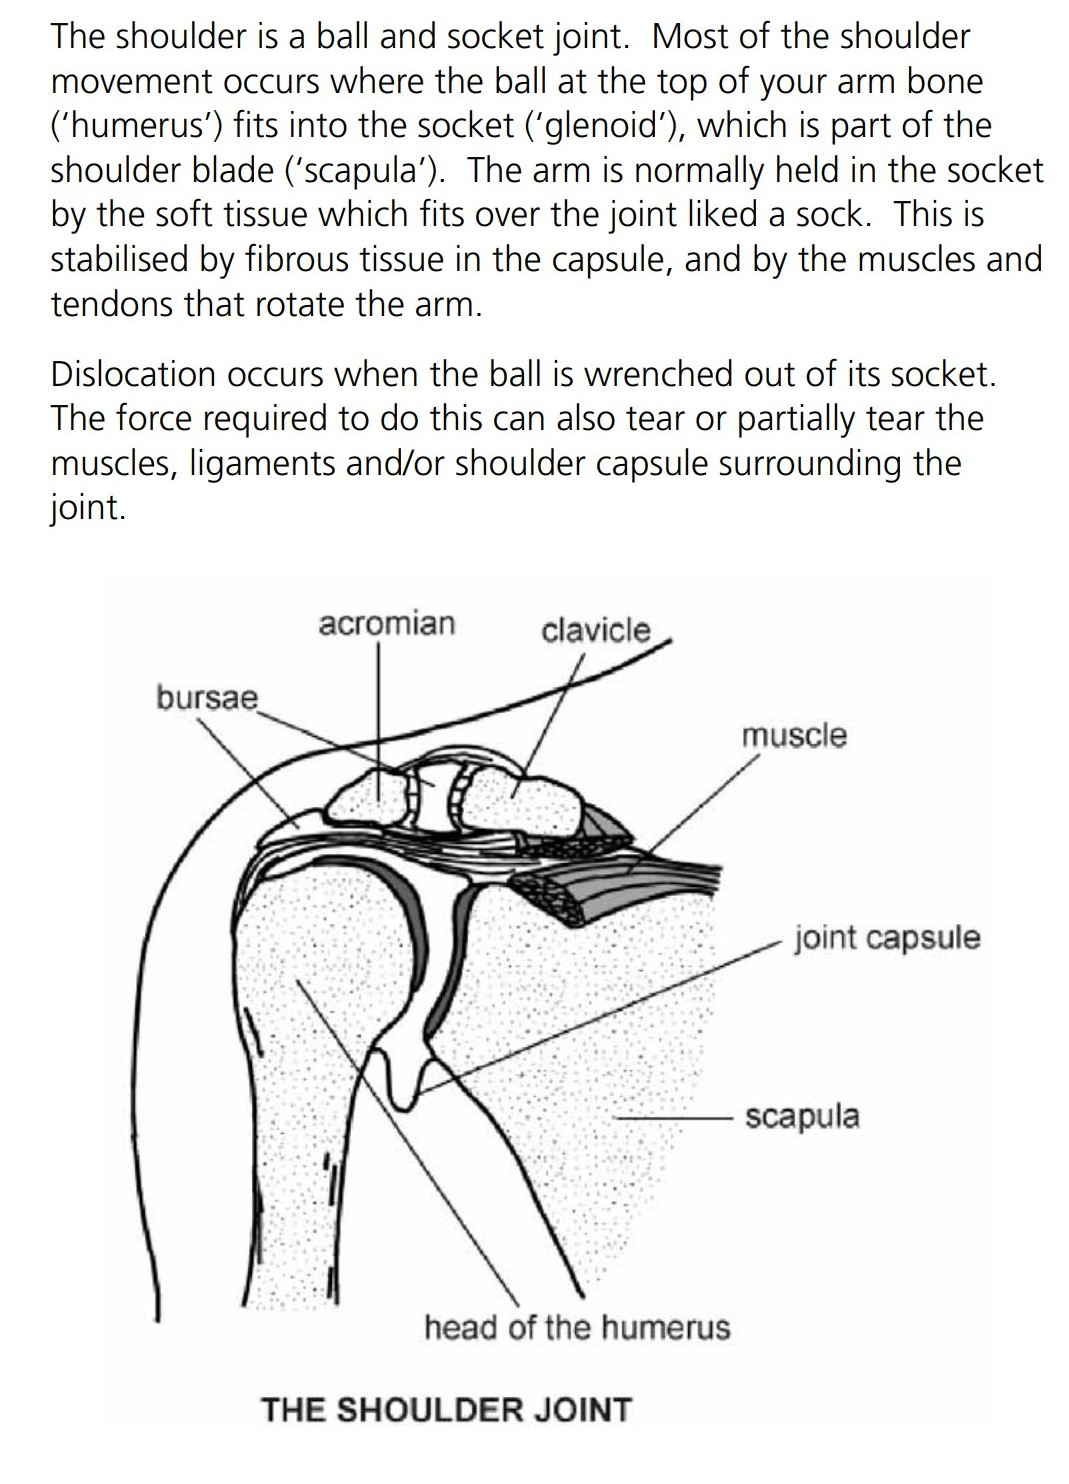 The shoulder is a ball and socket joint.  Most of the shoulder
movement occurs where the ball at the top of your arm bone
(‘humerus’) fits into the socket (‘glenoid’), which is part of the
shoulder blade (‘scapula’).  The arm is normally held in the socket
by the soft tissue which fits over the joint liked a sock.  This is
stabilised by fibrous tissue in the capsule, and by the muscles and
tendons that rotate the arm.
Dislocation occurs when the ball is wrenched out of its socket.
The force required to do this can also tear or partially tear the
muscles, ligaments and/or shoulder capsule surrounding the
joint.
acromian
clavicle
bursae
muscle
joint capsule
scapula
head of the humerus
THE SHOULDER JOINT